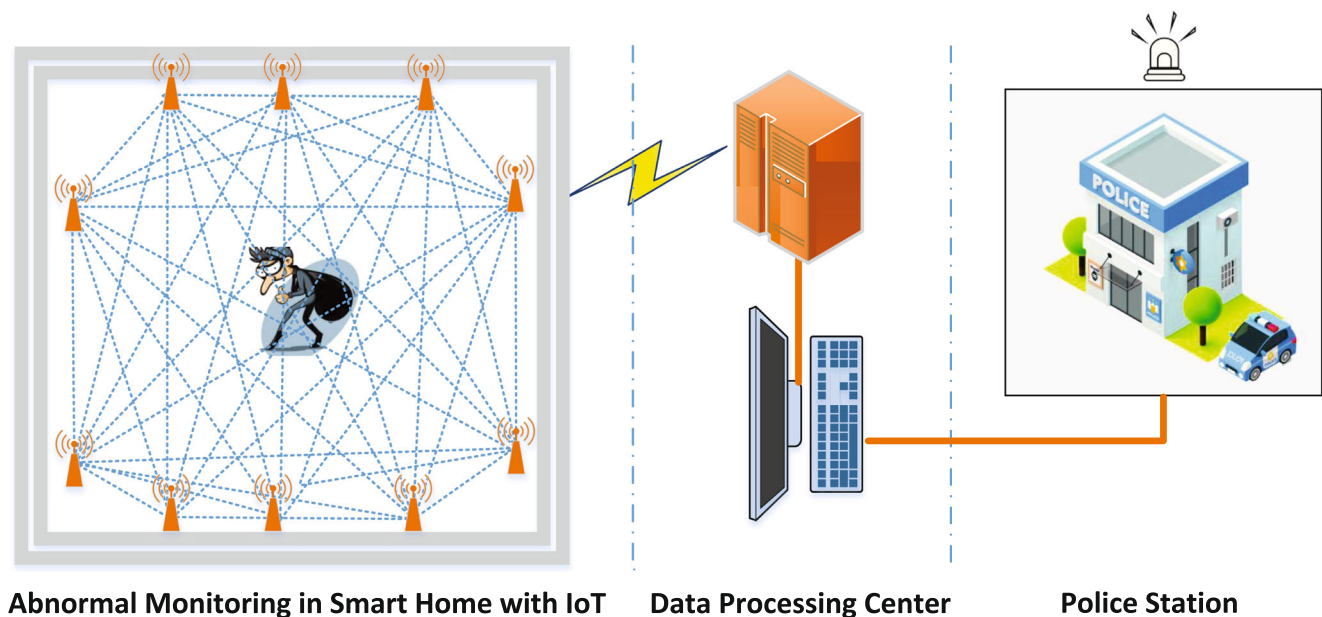 POLICE
Abnormal Monitoring in Smart Home with IoT
Data Processing Center
Police Station